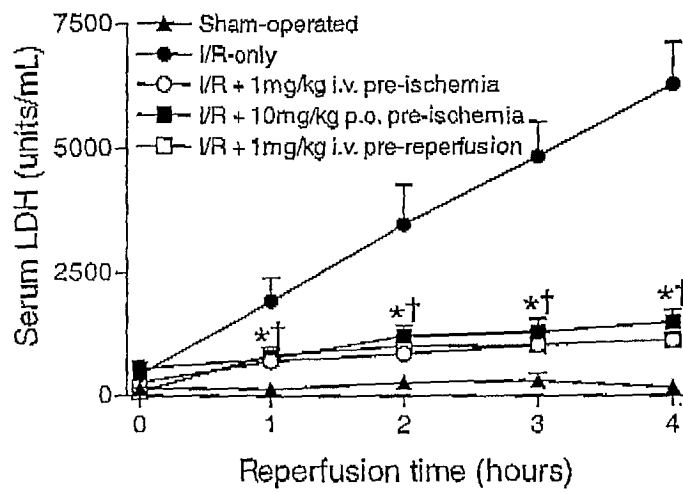 Sham-operated
I/R-only
I/R + 1mg/kg i.v. pre-ischemia
I/R + 10mg/kg p.o. pre-ischemia
I/R + 1mg/kg i.v. pre-reperfusion
Serum LDH (units/mL)
7500
5000
2500
0
*†
*†
*†
*†
0
1
2
3
4
Reperfusion time (hours)